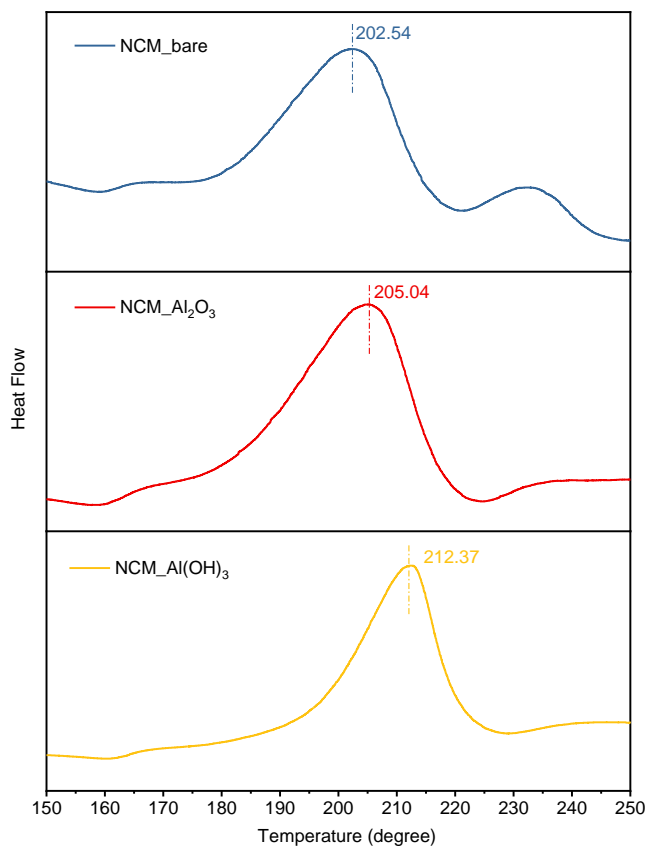 NCM_bare
202.54
NCM_Al₂O₃
205.04
Heat Flow
NCM_Al(OH)₃
212.37
150 160 170 180 190 200 210 220 230 240 250
Temperature (degree)